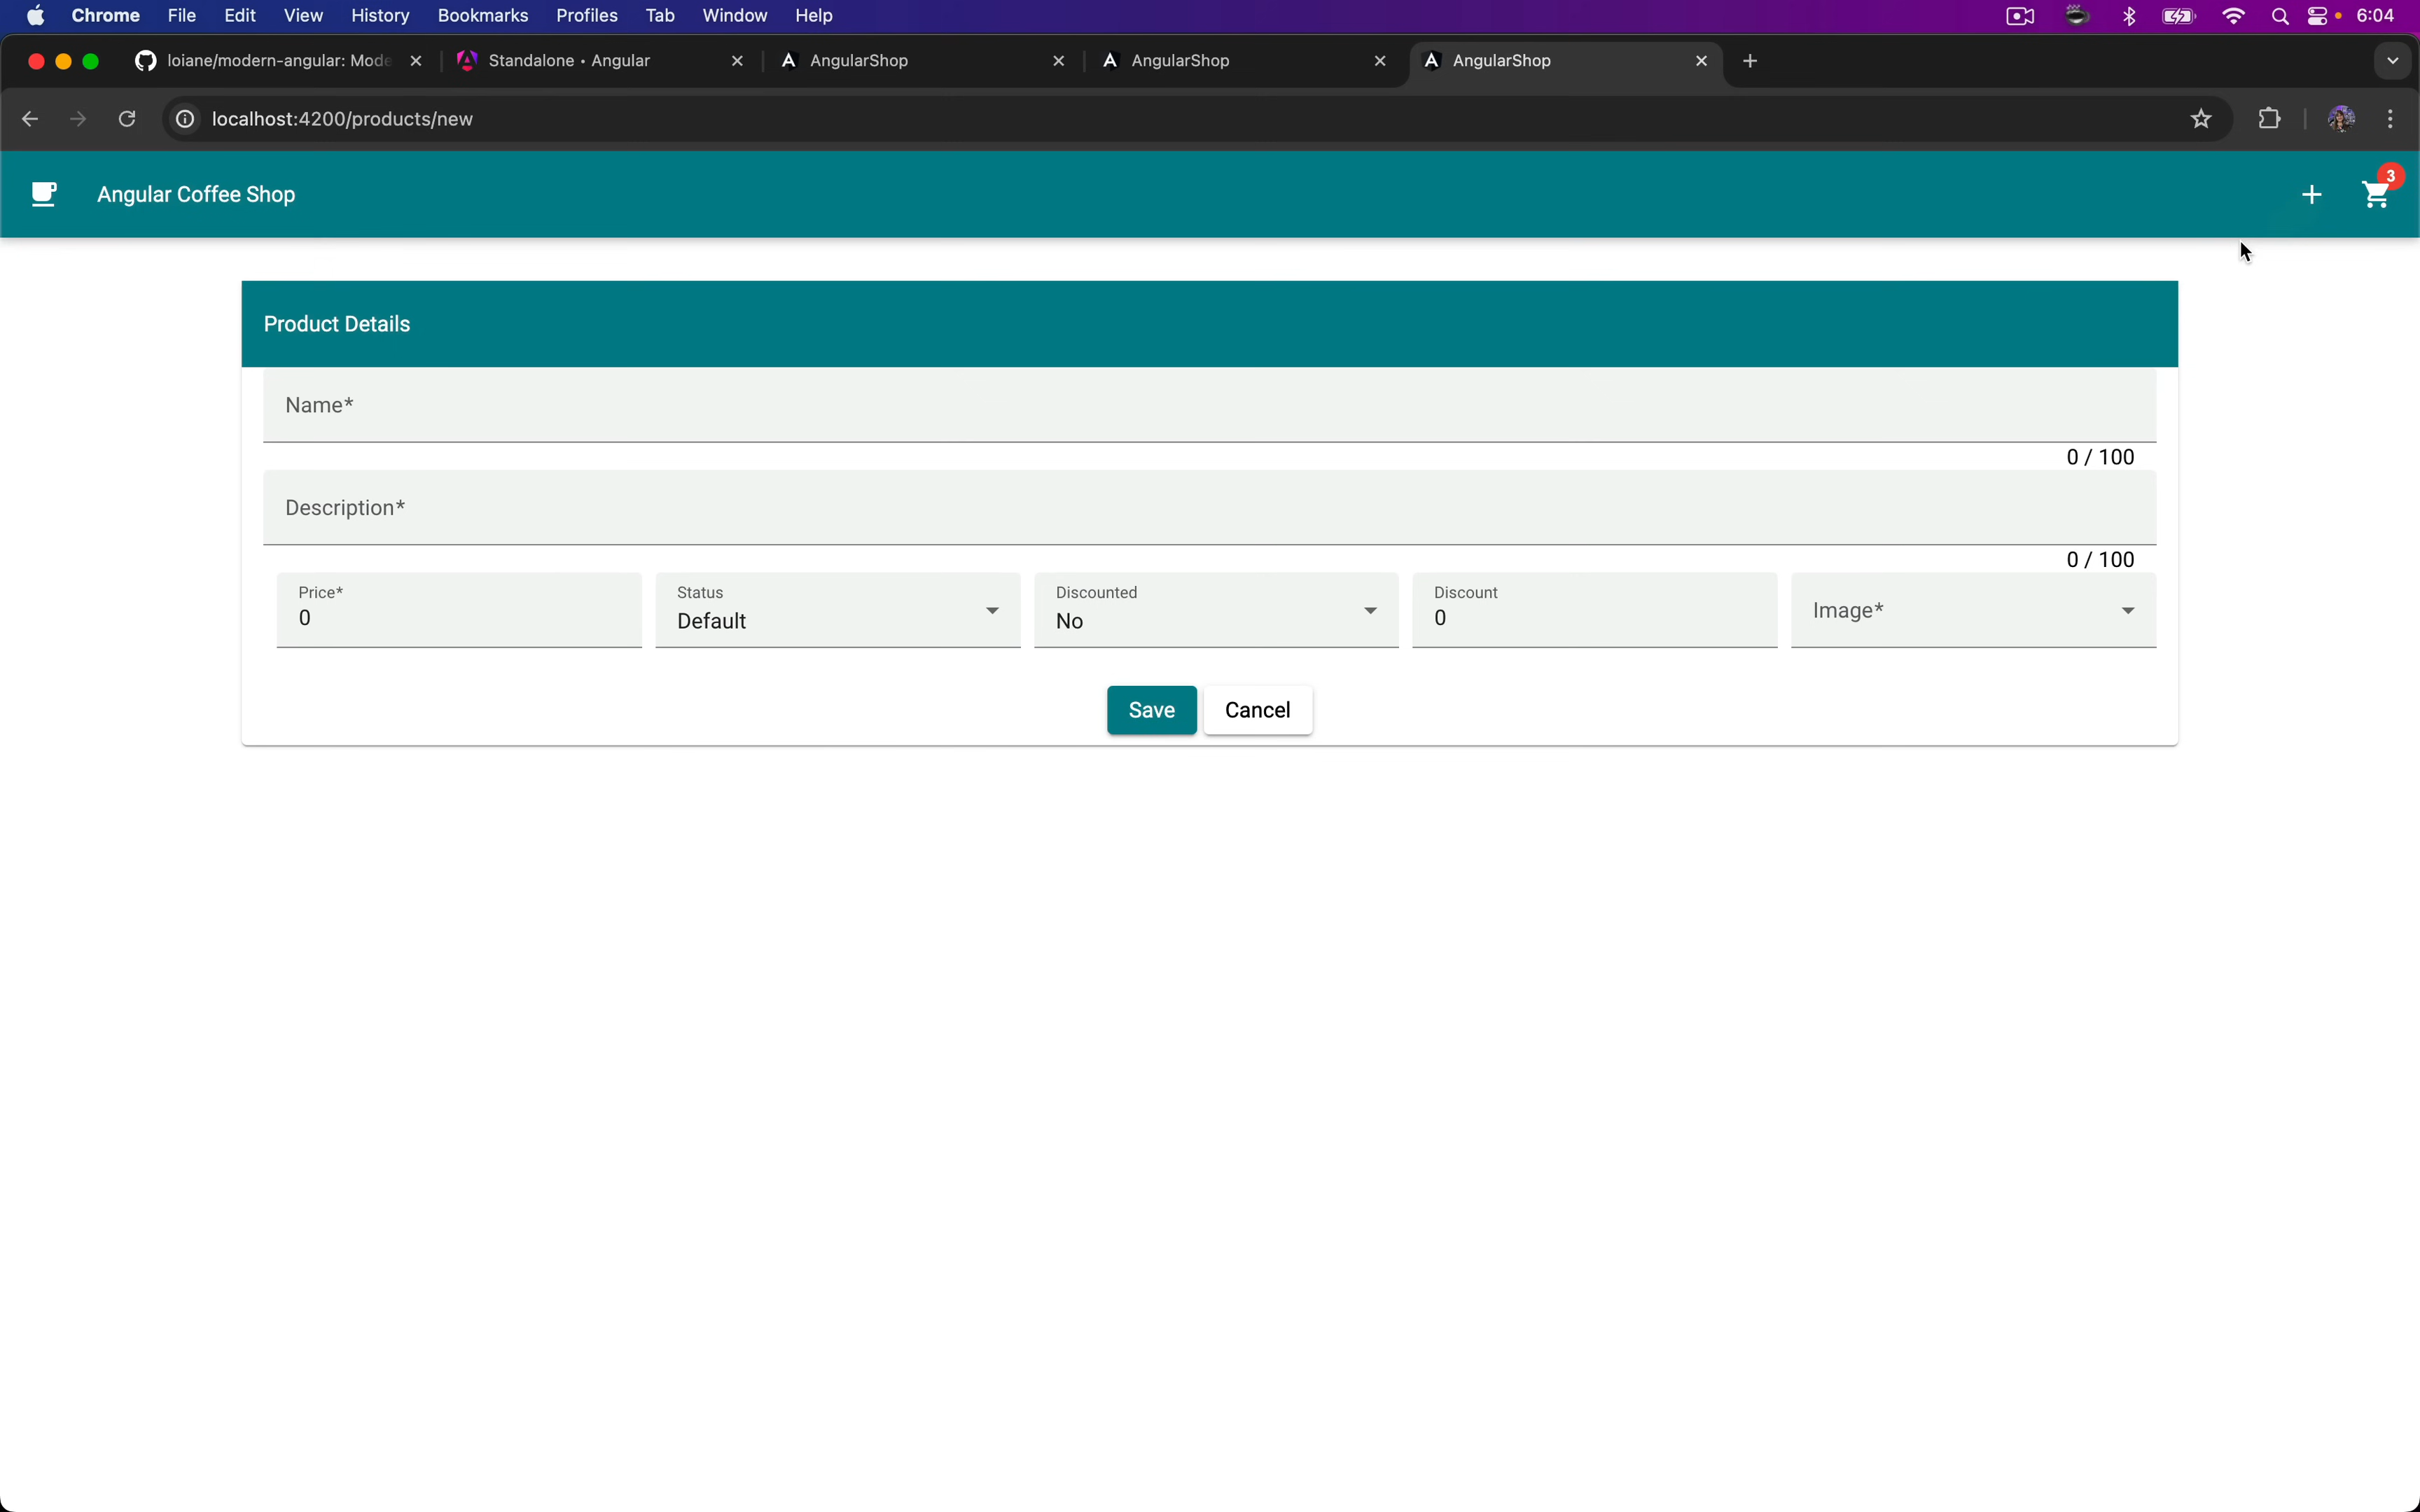 Chrome File Edit View History Bookmarks Profiles Tab Window Help 6:04
loiane/modern-angular: Mode Standalone • Angular AngularShop AngularShop AngularShop
localhost:4200/products/new
Angular Coffee Shop 3
Product Details
Name*
0 / 100
Description*
0 / 100
Price* Status Discounted Discount
0 Default No 0 Image*
Save Cancel